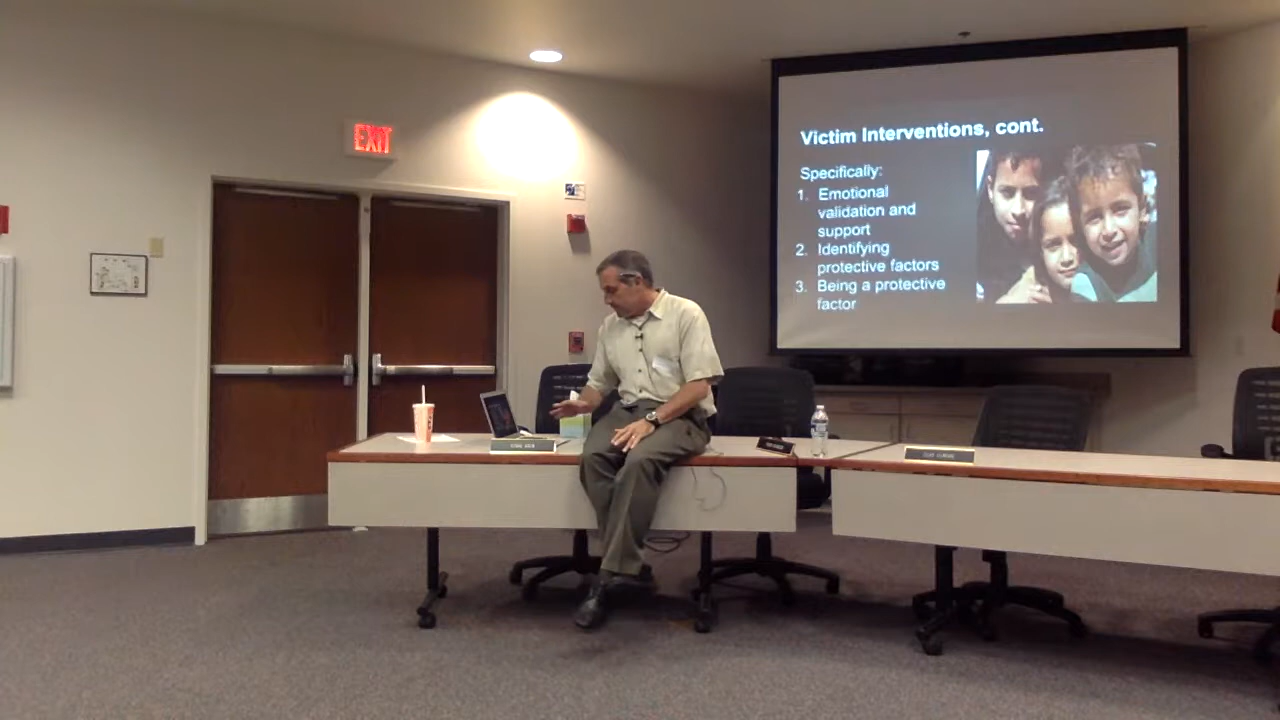 EXIT
Victim Interventions, cont.
Specifically:
1. Emotional
validation and
support
2. Identifying
protective factors
3. Being a protective
factor